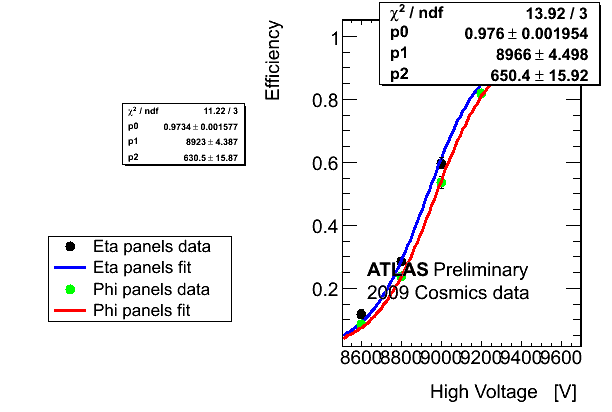 χ² / ndf 13.92 / 3
p0 0.976 ± 0.001954
p1 8966 ± 4.498
p2 650.4 ± 15.92
Efficiency
1
0.8
0.6
0.4
0.2
χ² / ndf 11.22 / 3
p0 0.9734 ± 0.001577
p1 8923 ± 4.387
p2 630.5 ± 15.87
Eta panels data
Eta panels fit
Phi panels data
Phi panels fit
ATLAS Preliminary
2009 Cosmics data
8600 8800 9000 9200 9400 9600
High Voltage [V]